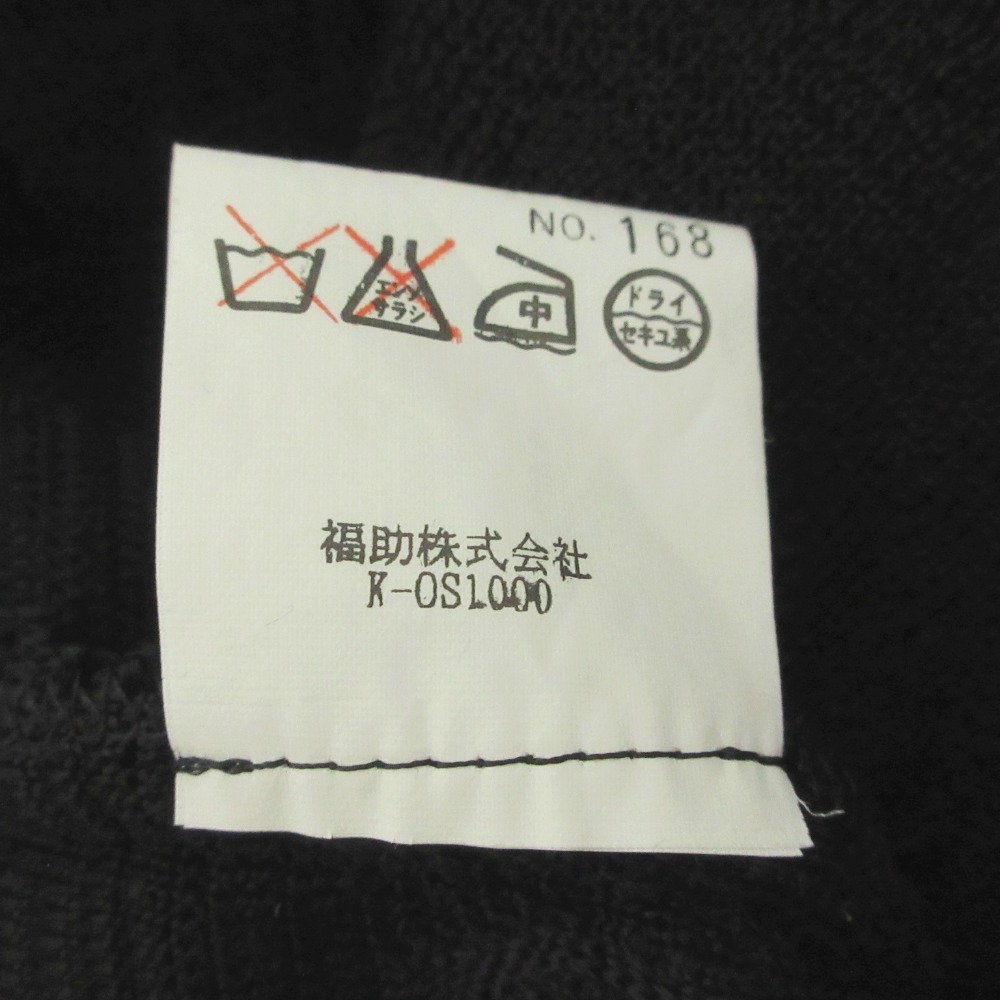 NO. 168
エンソ
サラシ
中
ドライ
セキユ系
福助株式会社
K-OS1000